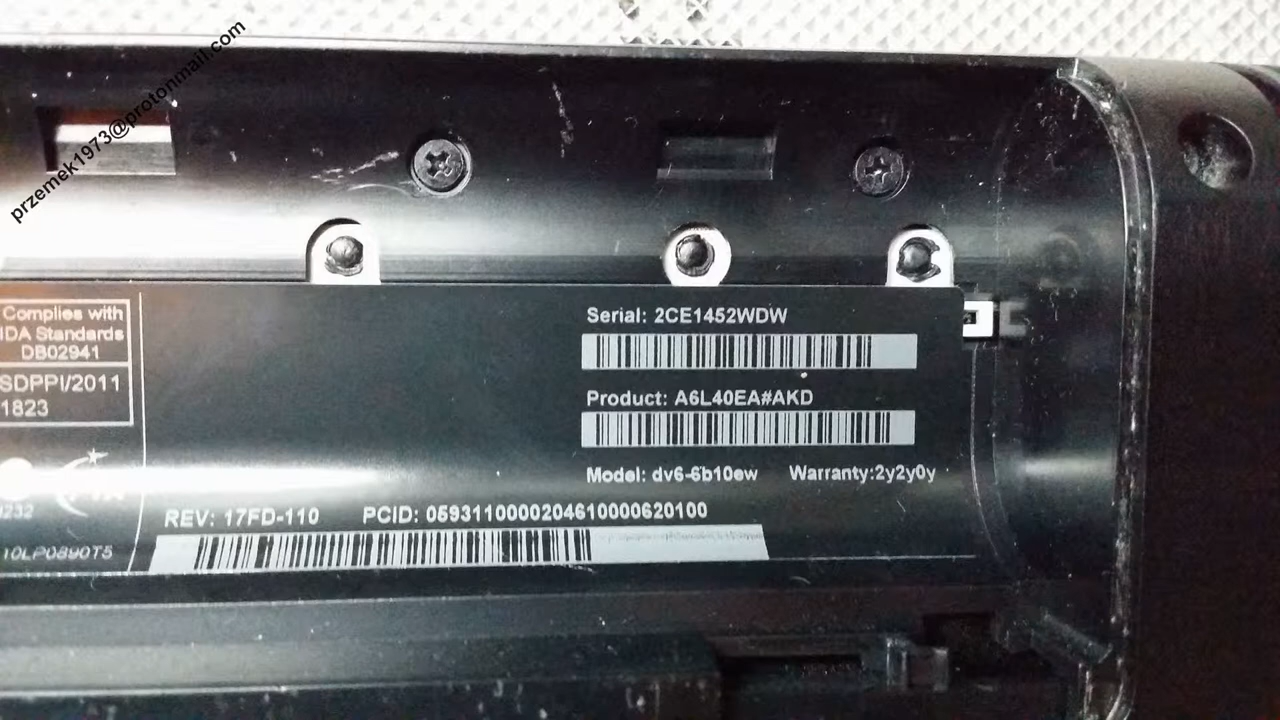 przemek1973@protonmail.com
Complies with
IDA Standards
DB02941
SDPPI/2011
1823
Serial: 2CE1452WDW
Product: A6L40EA#AKD
Model: dv6-6b10ew Warranty:2y2y0y
REV: 17FD-110 PCID: 0593110000204610000620100
10LP0890T5